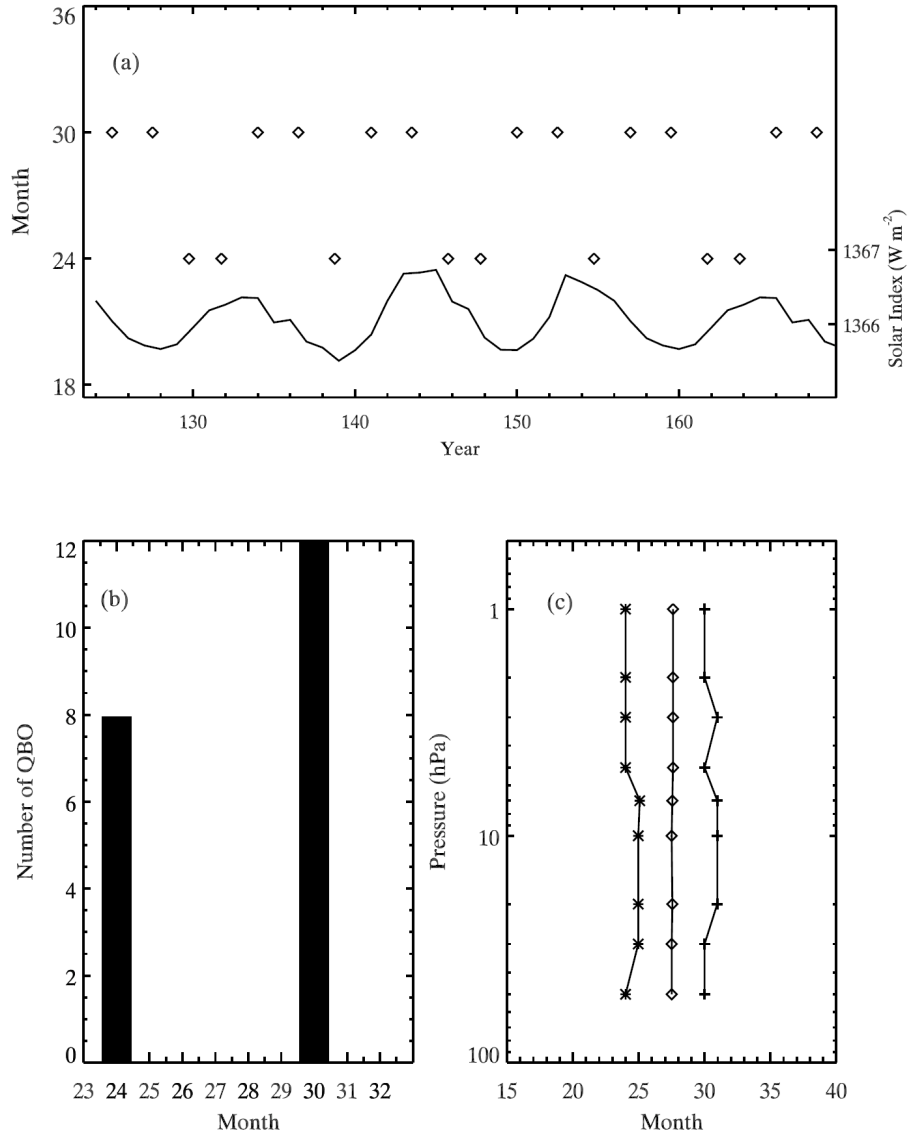 36
(a)
30
Month
24
18
1367
1366
Solar Index (W m-2)
130 140 150 160
Year
12
(b)
10
8
6
4
2
0
Number of QBO
23 24 25 26 27 28 29 30 31 32
Month
1
(c)
10
100
Pressure (hPa)
15 20 25 30 35 40
Month